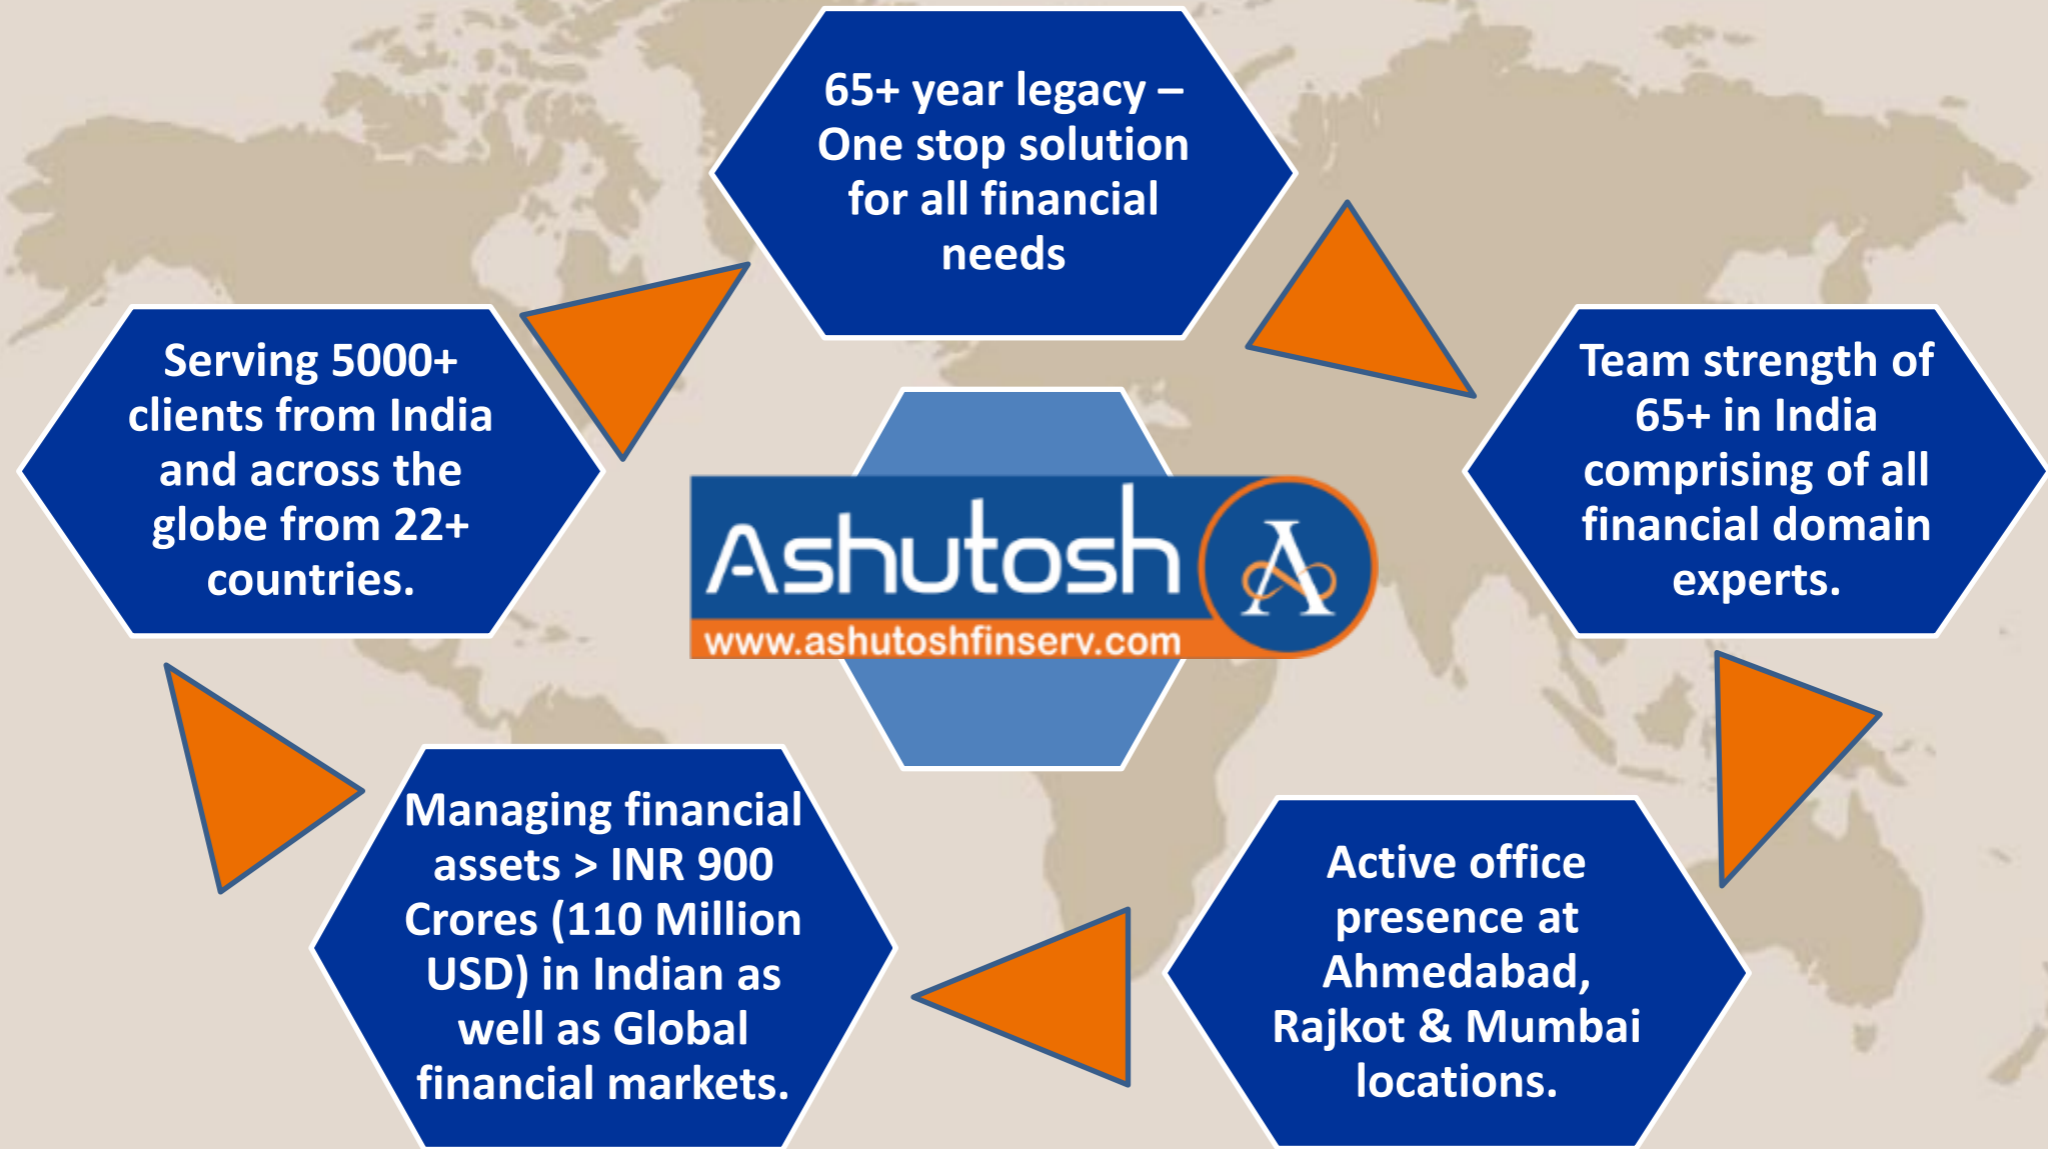 65+ year legacy –
One stop solution
for all financial
needs
Team strength of
65+ in India
comprising of all
financial domain
experts.
Active office
presence at
Ahmedabad,
Rajkot & Mumbai
locations.
Managing financial
assets > INR 900
Crores (110 Million
USD) in Indian as
well as Global
financial markets.
Serving 5000+
clients from India
and across the
globe from 22+
countries.
Ashutosh
A
www.ashutoshfinserv.com